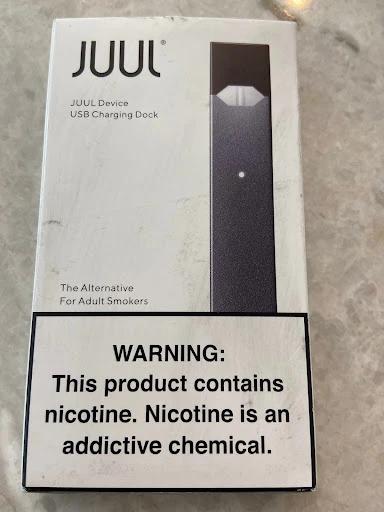 JUUL®
JUUL Device
USB Charging Dock
The Alternative
For Adult Smokers
WARNING:
This product contains
nicotine. Nicotine is an
addictive chemical.